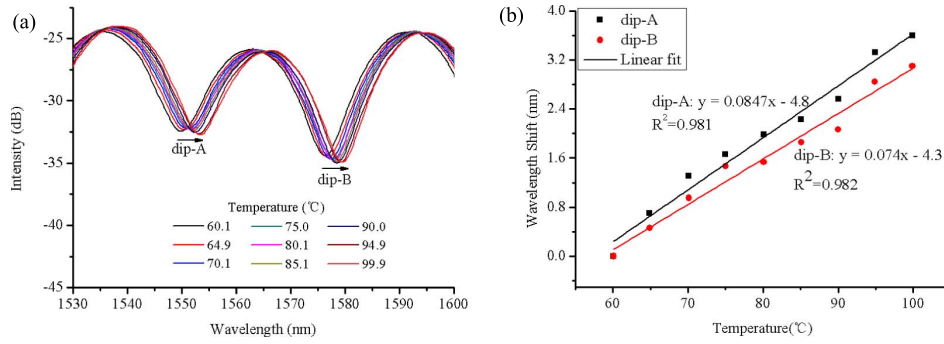 (a)
-25
-30
-35
-40
-45
Intensity (dB)
dip-A
dip-B
Temperature (℃)
60.1 75.0 90.0
64.9 80.1 94.9
70.1 85.1 99.9
1530 1540 1550 1560 1570 1580 1590 1600
Wavelength (nm)
(b)
4.0
3.2
2.4
1.6
0.8
0.0
Wavelength Shift (nm)
dip-A
dip-B
Linear fit
dip-A: y = 0.0847x - 4.8
R²=0.981
dip-B: y = 0.074x - 4.3
R²=0.982
60 70 80 90 100
Temperature(℃)